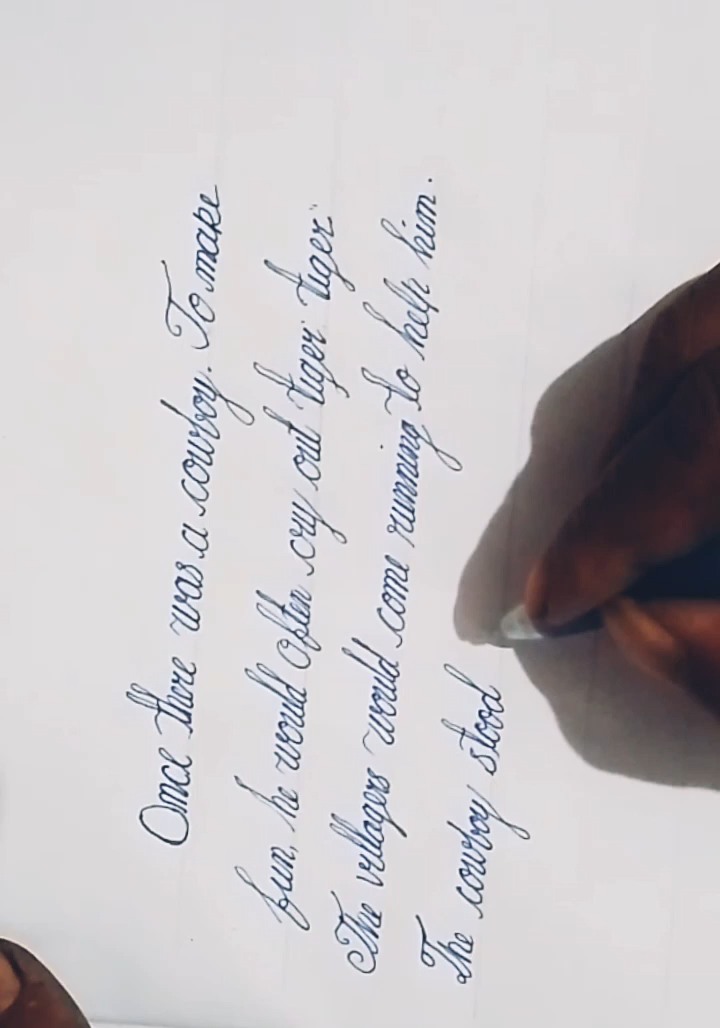 Once there was a cowboy. To make
fun, he would often cry out tiger" tiger"
The villagers would come running to help him.
The cowboy stood